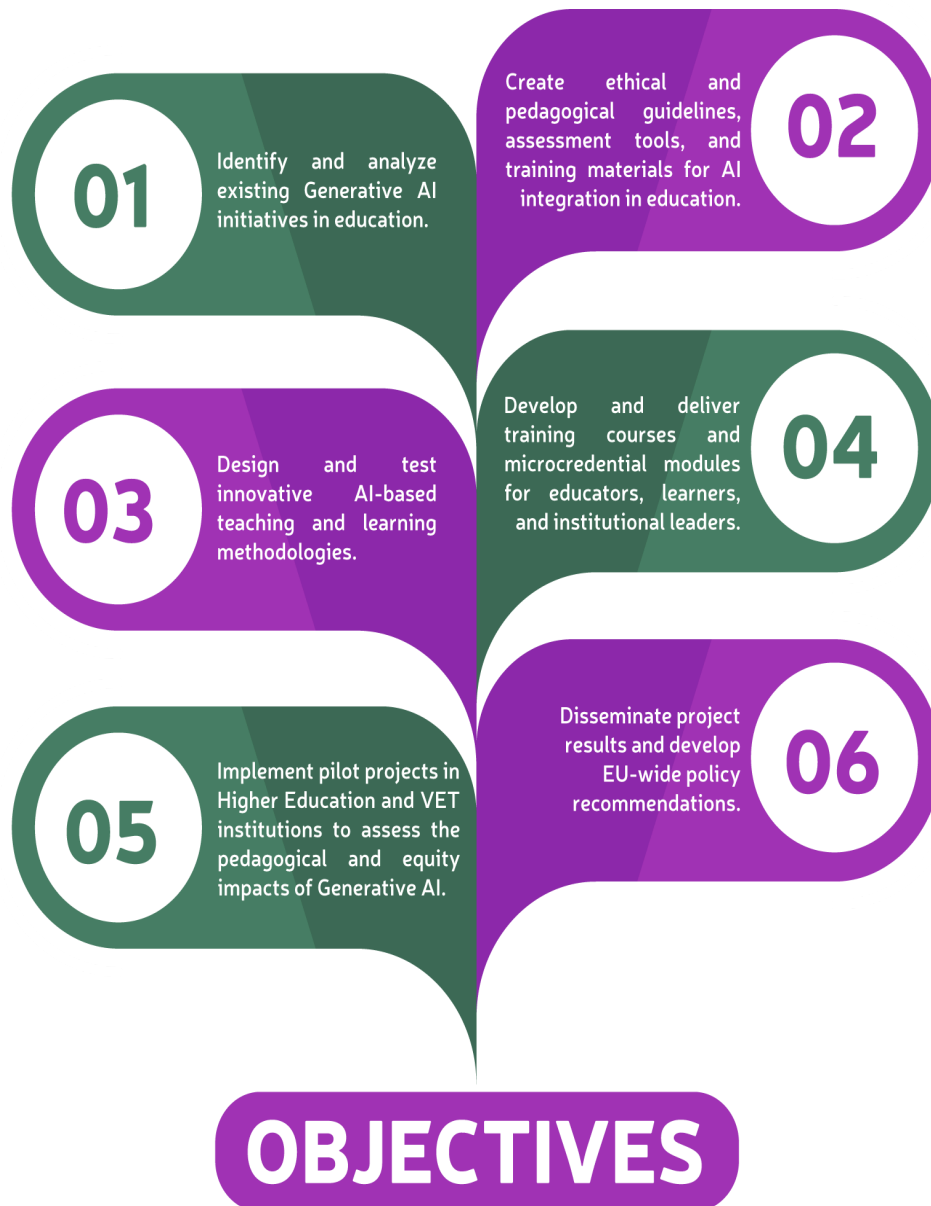 01
Identify and analyze
existing Generative AI
initiatives in education.
02
Create ethical and
pedagogical guidelines,
assessment tools, and
training materials for AI
integration in education.
03
Design and test
innovative AI-based
teaching and learning
methodologies.
04
Develop and deliver
training courses and
microcredential modules
for educators, learners,
and institutional leaders.
05
Implement pilot projects in
Higher Education and VET
institutions to assess the
pedagogical and equity
impacts of Generative AI.
06
Disseminate project
results and develop
EU-wide policy
recommendations.
OBJECTIVES